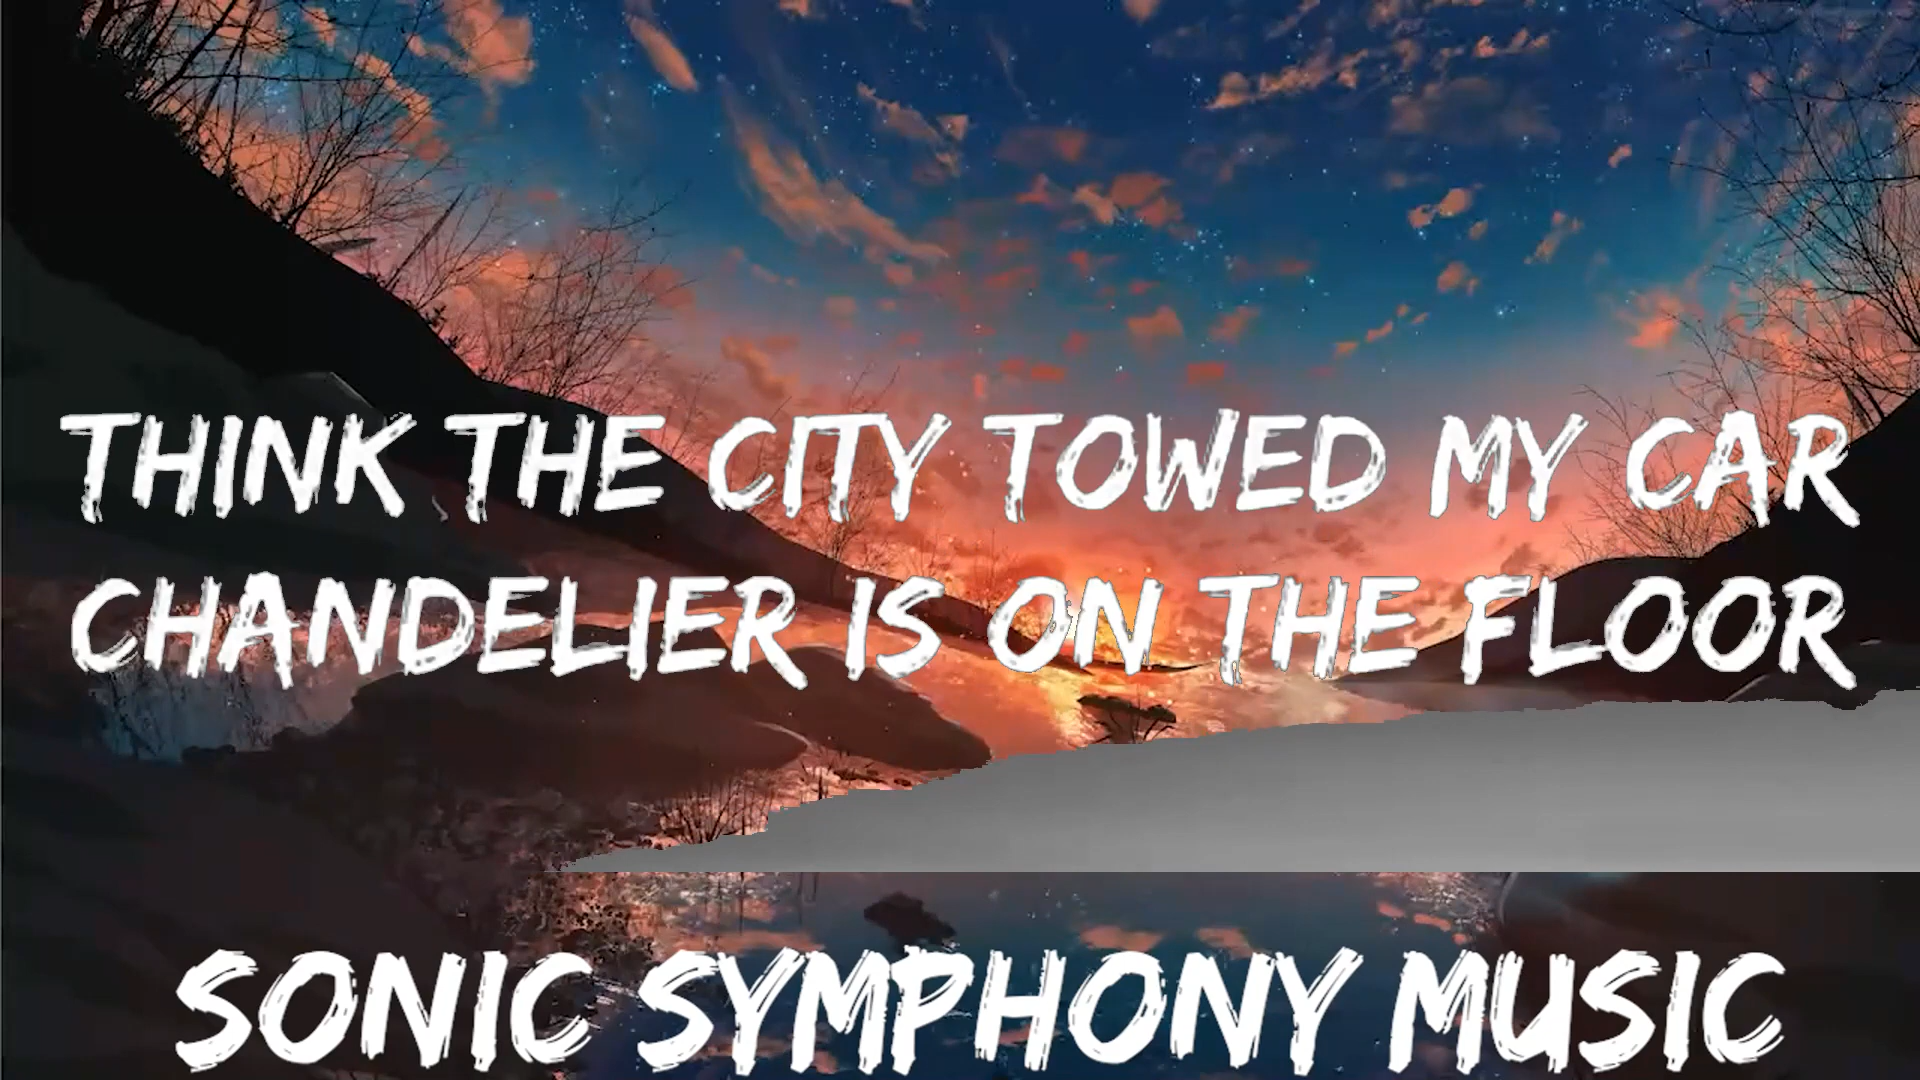 THINK THE CITY TOWED MY CAR
CHANDELIER IS ON THE FLOOR
SONIC SYMPHONY MUSIC